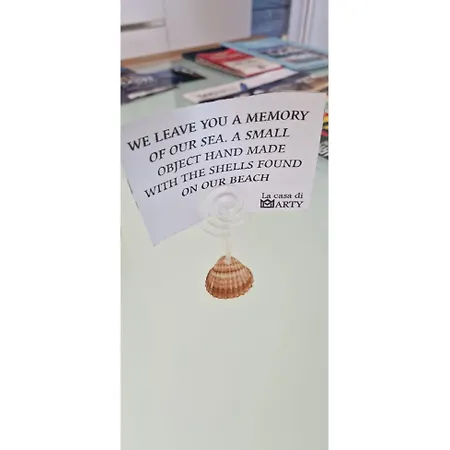 WE LEAVE YOU A MEMORY
OF OUR SEA. A SMALL
OBJECT HAND MADE
WITH THE SHELLS FOUND
ON OUR BEACH
La casa di
MARTY